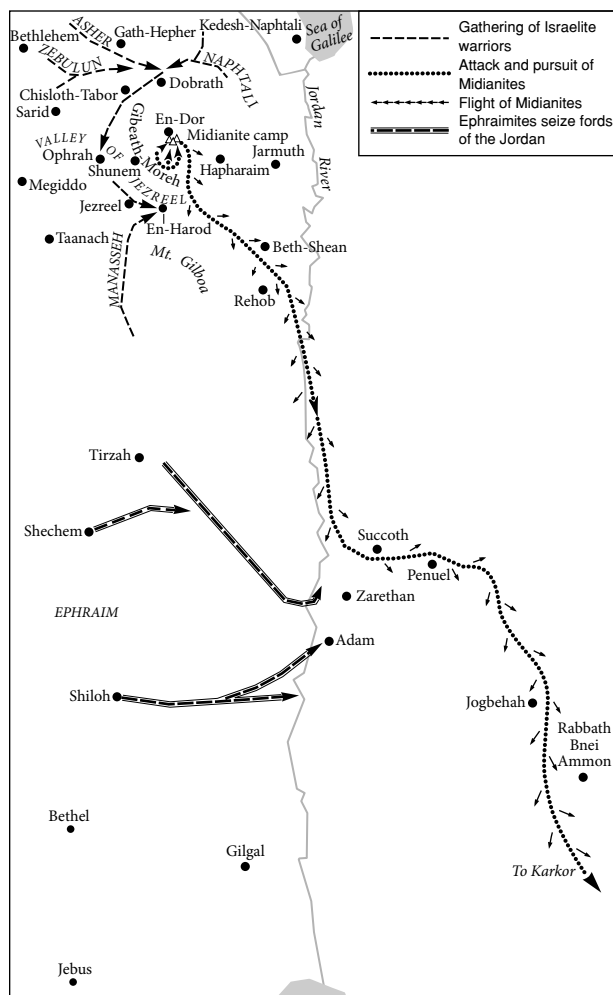 Kedesh-Naphtali
Sea of
Galilee
Gath-Hepher
Bethlehem
ASHER
ZEBULUN
NAPHTALI
Dobrath
Chisloth-Tabor
Sarid
En-Dor
Midianite camp
Gibeath-Moreh
Jordan
River
VALLEY
OF
JEZREEL
Ophrah
Shunem
Hapharaim
Jarmuth
Megiddo
Jezreel
En-Harod
Taanach
Mt. Gilboa
Beth-Shean
MANASSEH
Rehob
Tirzah
Shechem
Succoth
Penuel
Zarethan
EPHRAIM
Adam
Shiloh
Jogbehah
Rabbath
Bnei
Ammon
Bethel
Gilgal
To Karkor
Jebus
Gathering of Israelite
warriors
Attack and pursuit of
Midianites
Flight of Midianites
Ephraimites seize fords
of the Jordan